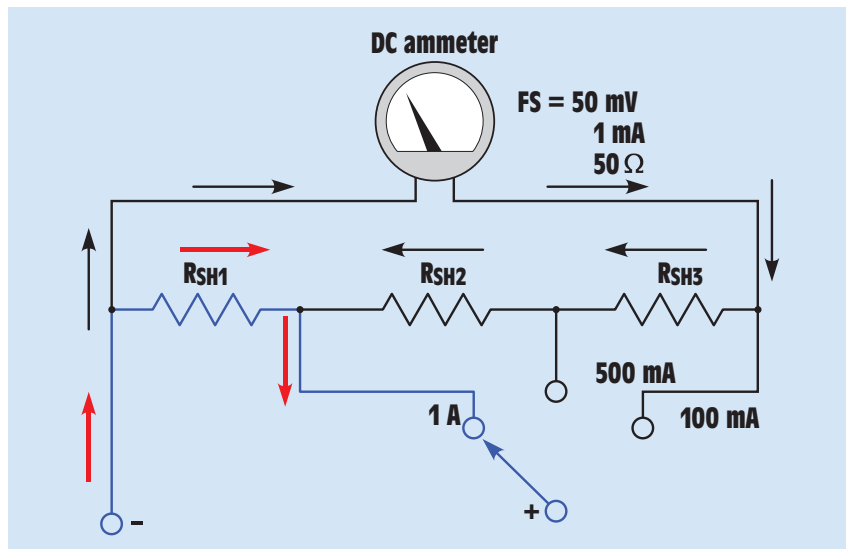 DC ammeter
FS = 50 mV
1 mA
50 Ω
RSH1
RSH2
RSH3
500 mA
1 A
100 mA
-
+